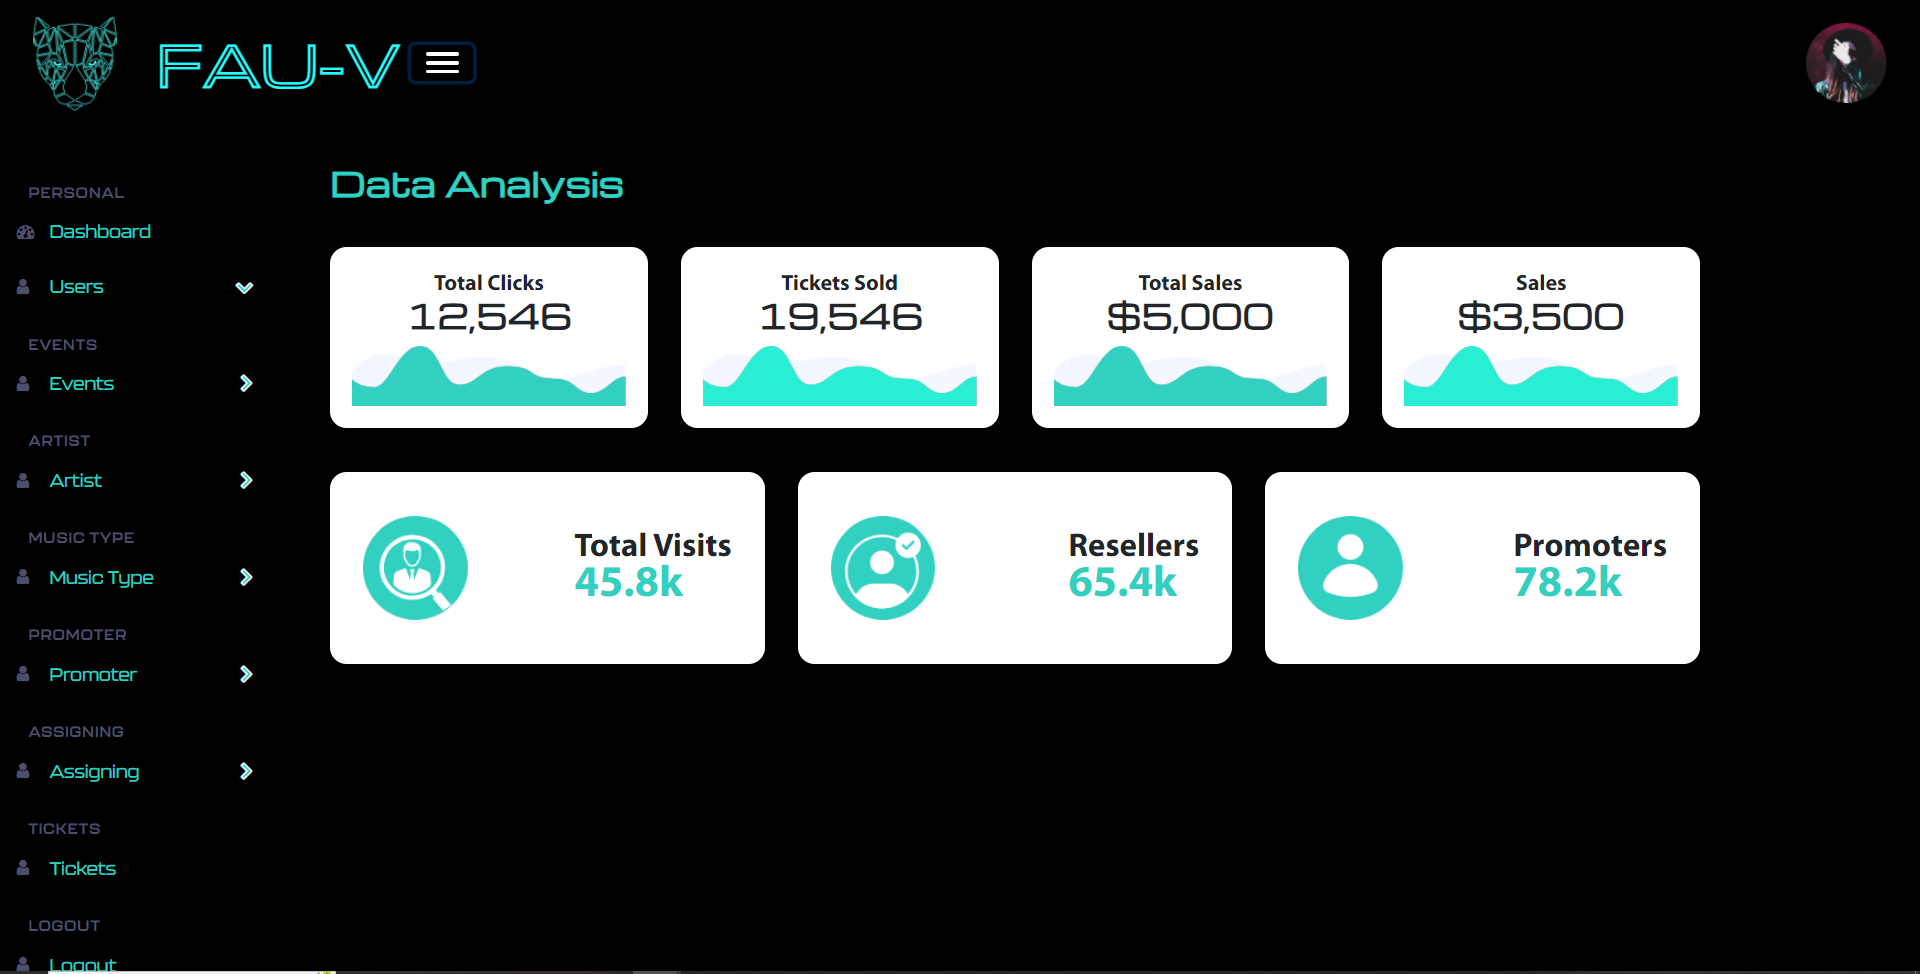 FAU-V
PERSONAL
Dashboard
Users
EVENTS
Events
ARTIST
Artist
MUSIC TYPE
Music Type
PROMOTER
Promoter
ASSIGNING
Assigning
TICKETS
Tickets
LOGOUT
Logout
Data Analysis
Total Clicks
12,546
Tickets Sold
19,546
Total Sales
$5,000
Sales
$3,500
Total Visits
45.8k
Resellers
65.4k
Promoters
78.2k